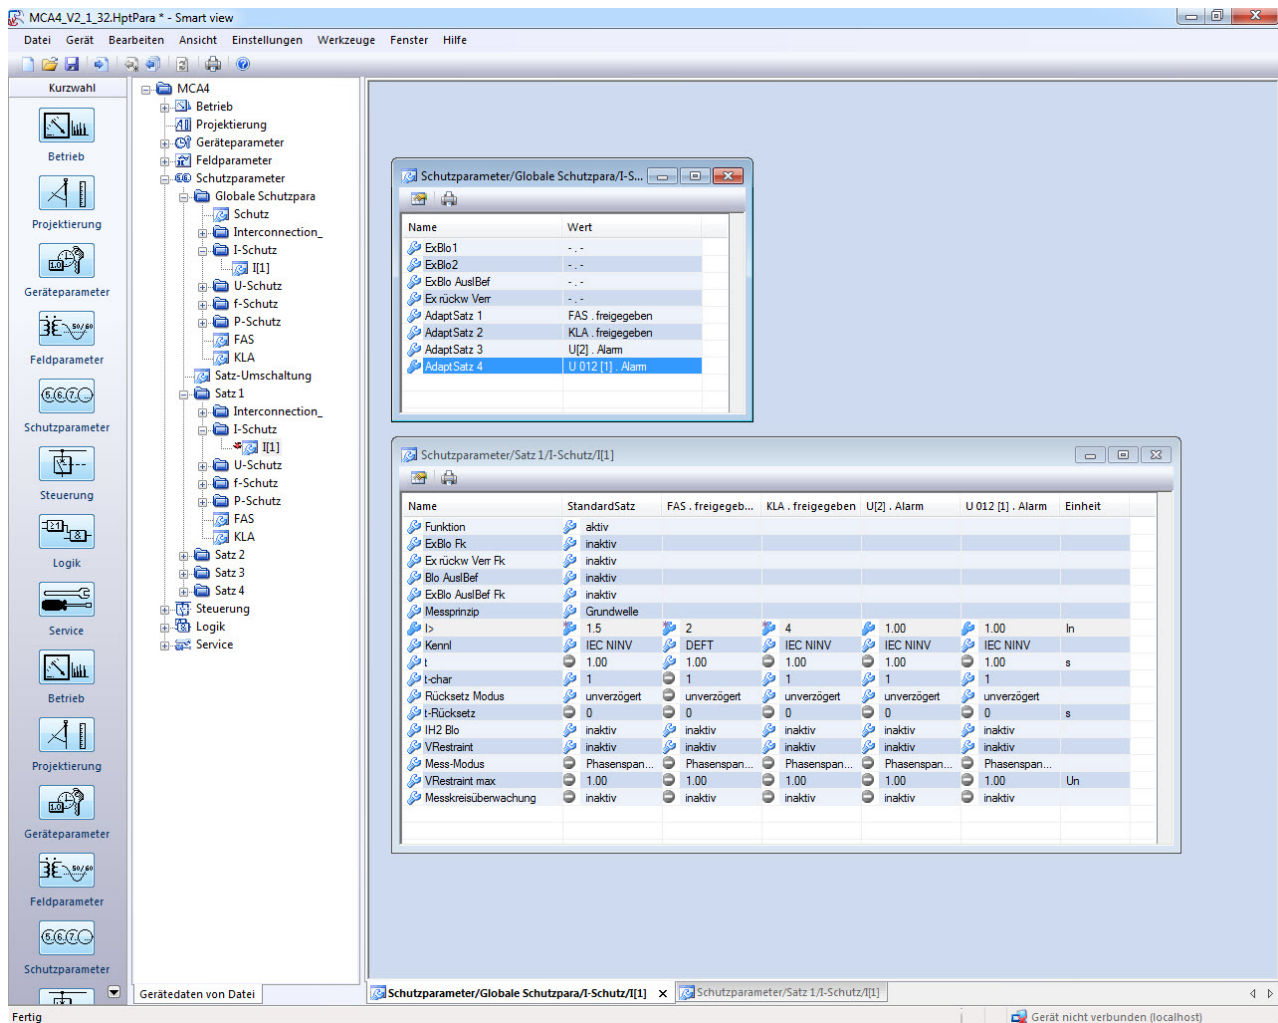 MCA4_V2_1_32.HptPara * - Smart view
Datei Gerät Bearbeiten Ansicht Einstellungen Werkzeuge Fenster Hilfe
Kurzwahl
Betrieb
Projektierung
Geräteparameter
Feldparameter
Schutzparameter
Steuerung
Logik
Service
Betrieb
Projektierung
Geräteparameter
Feldparameter
Schutzparameter
MCA4
Betrieb
Projektierung
Geräteparameter
Feldparameter
Schutzparameter
Globale Schutzpara
Schutz
Interconnection_
I-Schutz
I[1]
U-Schutz
f-Schutz
P-Schutz
FAS
KLA
Satz-Umschaltung
Satz 1
Interconnection_
I-Schutz
I[1]
U-Schutz
f-Schutz
P-Schutz
FAS
KLA
Satz 2
Satz 3
Satz 4
Steuerung
Logik
Service
Gerätedaten von Datei
Schutzparameter/Globale Schutzpara/I-S...
Name Wert
ExBlo1 -.-
ExBlo2 -.-
ExBlo AuslBef -.-
Ex rückw Verr -.-
AdaptSatz 1 FAS . freigegeben
AdaptSatz 2 KLA . freigegeben
AdaptSatz 3 U[2] . Alarm
AdaptSatz 4 U 012 [1] . Alarm
Schutzparameter/Satz 1/I-Schutz/I[1]
Name StandardSatz FAS . freigegeb... KLA . freigegeben U[2] . Alarm U 012 [1] . Alarm Einheit
Funktion aktiv
ExBlo Fk inaktiv
Ex rückw Verr Fk inaktiv
Blo AuslBef inaktiv
ExBlo AuslBef Fk inaktiv
Messprinzip Grundwelle
I> 1.5 2 4 1.00 1.00 In
Kennl IEC NINV DEFT IEC NINV IEC NINV IEC NINV
t 1.00 1.00 1.00 1.00 1.00 s
t-char 1 1 1 1 1
Rücksetz Modus unverzögert unverzögert unverzögert unverzögert unverzögert
t-Rücksetz 0 0 0 0 0 s
IH2 Blo inaktiv inaktiv inaktiv inaktiv inaktiv
VRestraint inaktiv inaktiv inaktiv inaktiv inaktiv
Mess-Modus Phasenspan... Phasenspan... Phasenspan... Phasenspan... Phasenspan...
VRestraint max 1.00 1.00 1.00 1.00 1.00 Un
Messkreisüberwachung inaktiv inaktiv inaktiv inaktiv inaktiv
Schutzparameter/Globale Schutzpara/I-Schutz/I[1] Schutzparameter/Satz 1/I-Schutz/I[1]
Fertig Gerät nicht verbunden (localhost)